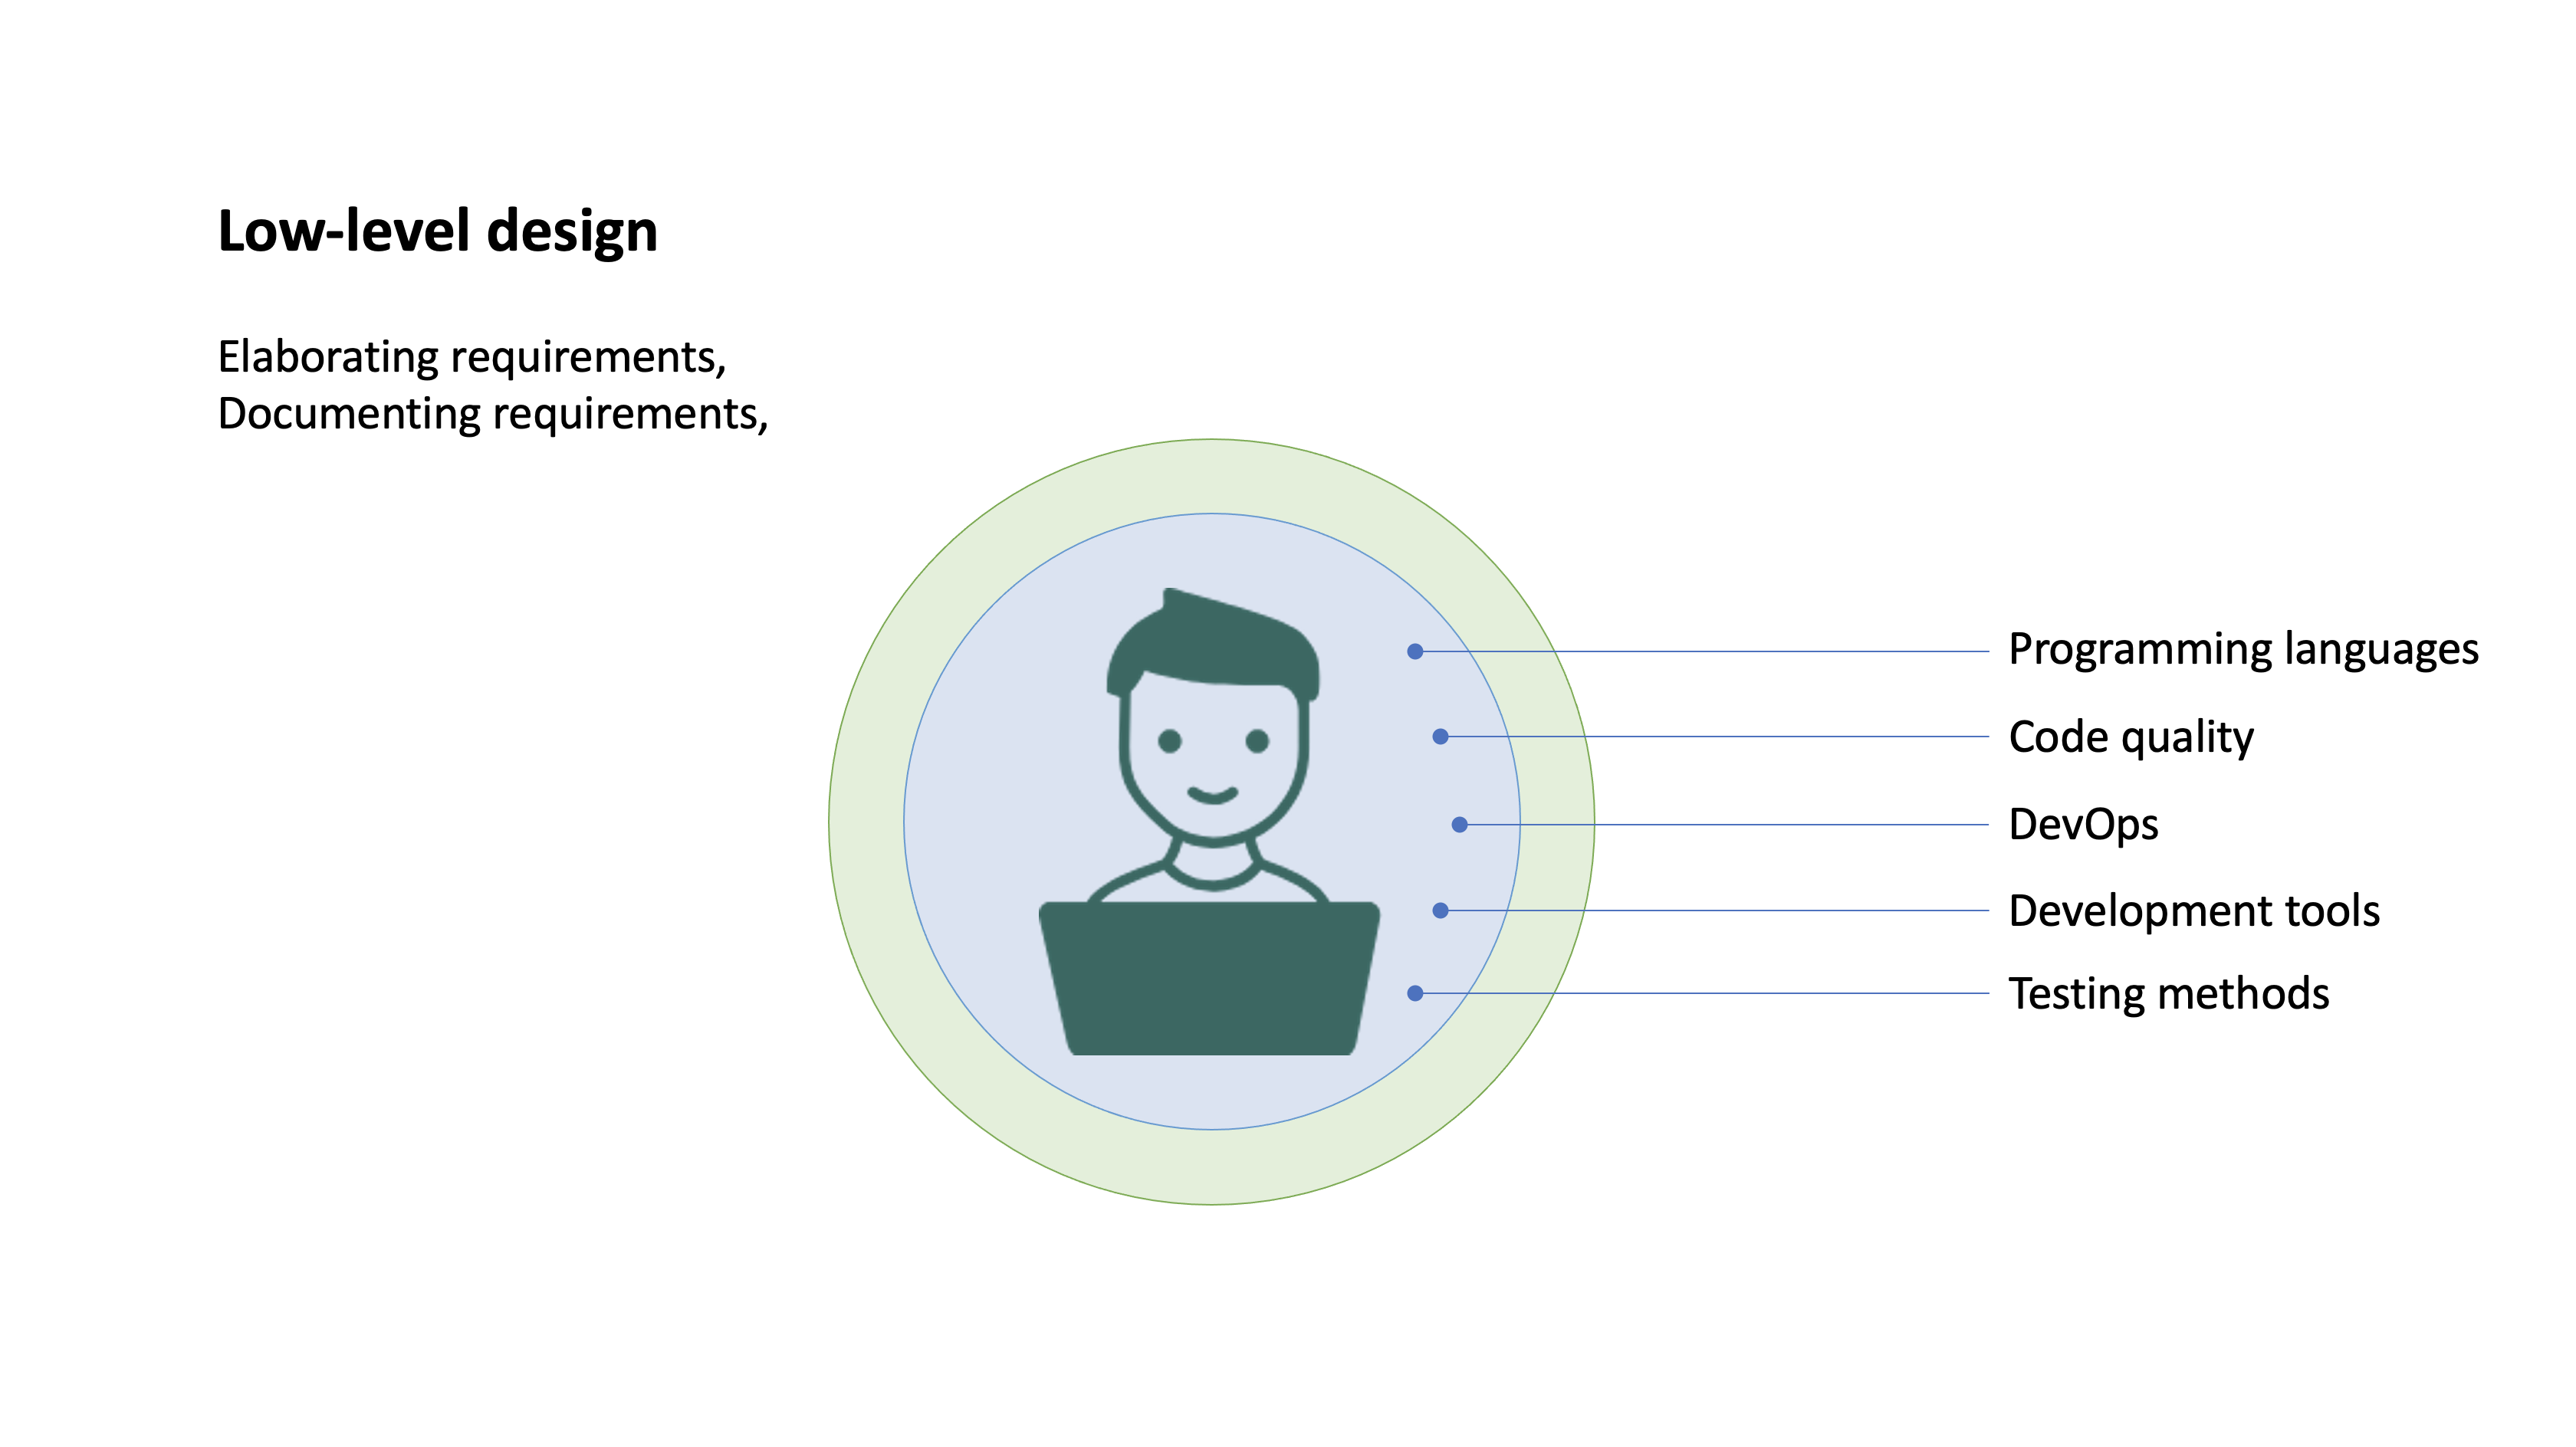 Low-level design
Elaborating requirements,
Documenting requirements,
Programming languages
Code quality
DevOps
Development tools
Testing methods